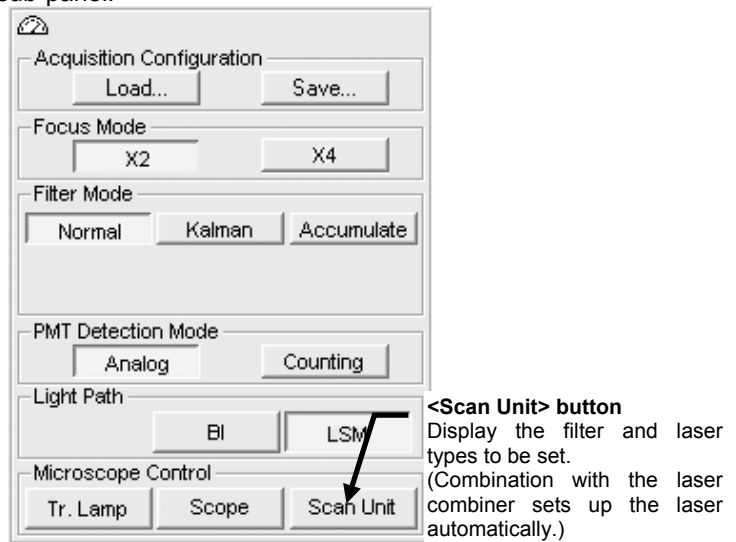 Acquisition Configuration
Load... Save...
Focus Mode
X2 X4
Filter Mode
Normal Kalman Accumulate
PMT Detection Mode
Analog Counting
Light Path
BI LSM
Microscope Control
Tr. Lamp Scope Scan Unit
<Scan Unit> button
Display the filter and laser
types to be set.
(Combination with the laser
combiner sets up the laser
automatically.)